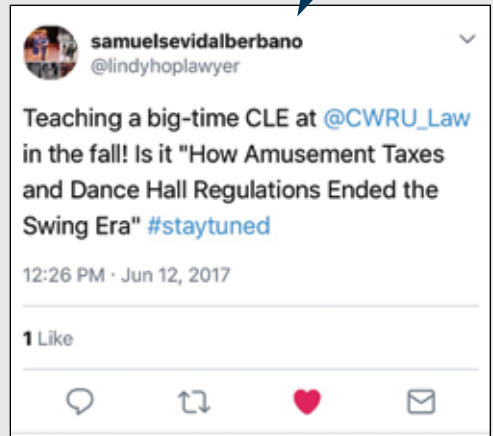 samuelsevidalberbano
@lindyhoplawyer
Teaching a big-time CLE at @CWRU_Law
in the fall! Is it "How Amusement Taxes
and Dance Hall Regulations Ended the
Swing Era" #staytuned
12:26 PM · Jun 12, 2017
1 Like